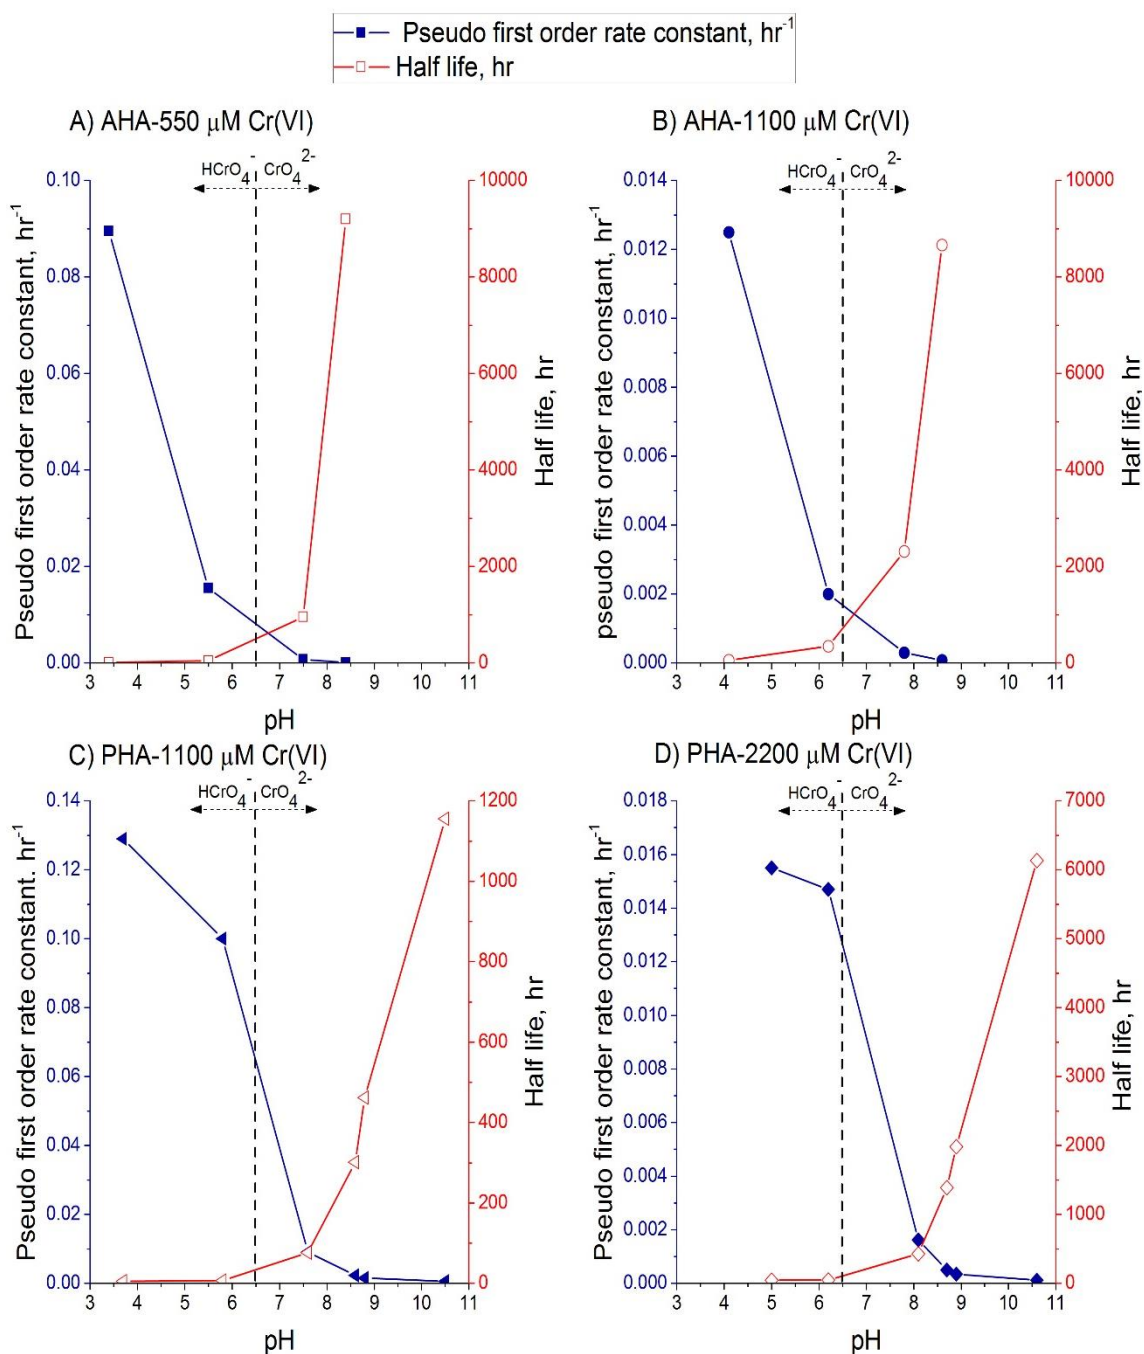 Pseudo first order rate constant, hr-1
Half life, hr
A) AHA-550 μM Cr(VI)
HCrO4- CrO4 2-
0.10
0.08
0.06
0.04
0.02
0.00
Pseudo first order rate constant, hr-1
10000
8000
6000
4000
2000
0
Half life, hr
3 4 5 6 7 8 9 10 11
pH
B) AHA-1100 μM Cr(VI)
HCrO4- CrO4 2-
0.014
0.012
0.010
0.008
0.006
0.004
0.002
0.000
pseudo first order rate constant, hr-1
10000
8000
6000
4000
2000
0
Half life, hr
3 4 5 6 7 8 9 10 11
pH
C) PHA-1100 μM Cr(VI)
HCrO4- CrO4 2-
0.14
0.12
0.10
0.08
0.06
0.04
0.02
0.00
Pseudo first order rate constant. hr-1
1200
1000
800
600
400
200
0
Half life, hr
3 4 5 6 7 8 9 10 11
pH
D) PHA-2200 μM Cr(VI)
HCrO4- CrO4 2-
0.018
0.016
0.014
0.012
0.010
0.008
0.006
0.004
0.002
0.000
Pseudo first order rate constant, hr-1
7000
6000
5000
4000
3000
2000
1000
0
Half life, hr
3 4 5 6 7 8 9 10 11
pH